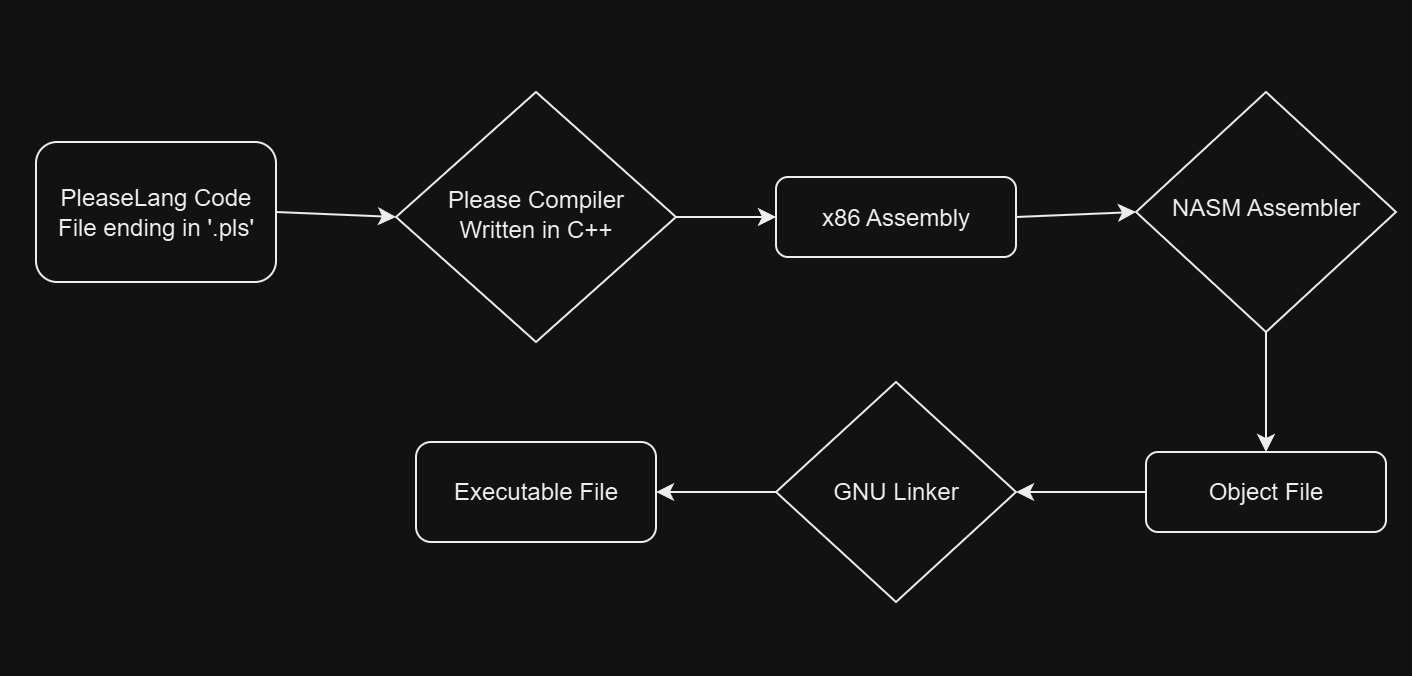 PleaseLang Code
File ending in '.pls'
Please Compiler
Written in C++
x86 Assembly
NASM Assembler
Executable File
GNU Linker
Object File